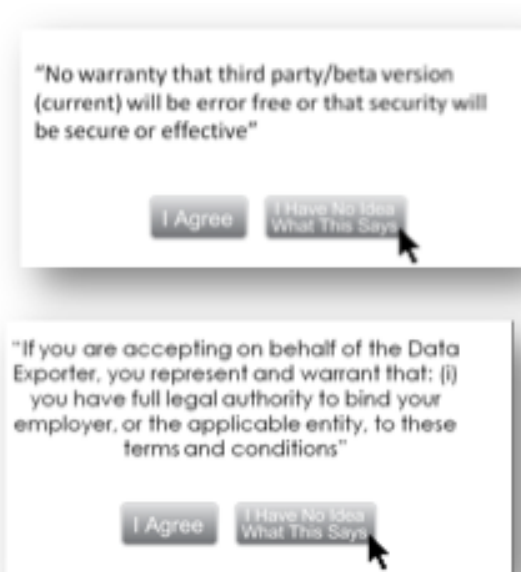 “No warranty that third party/beta version
(current) will be error free or that security will
be secure or effective”
I Agree
I Have No Idea
What This Says
“If you are accepting on behalf of the Data
Exporter, you represent and warrant that: (i)
you have full legal authority to bind your
employer, or the applicable entity, to these
terms and conditions”
I Agree
I Have No Idea
What This Says